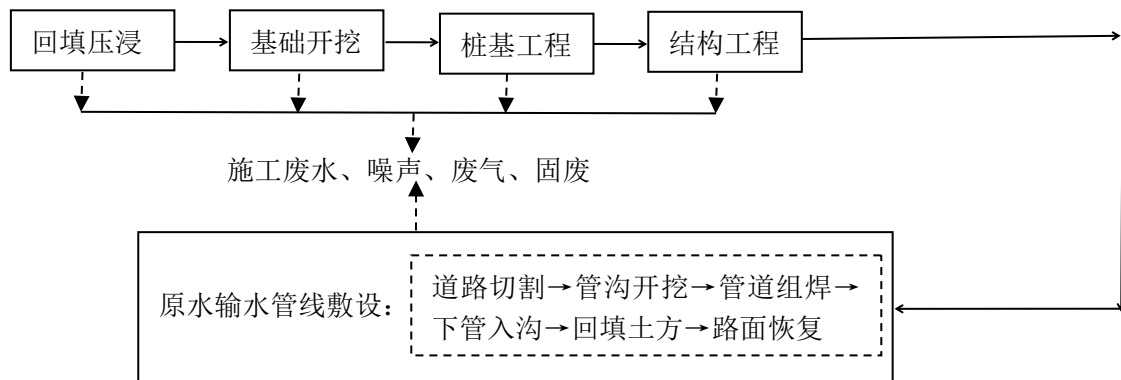 回填压浸
基础开挖
桩基工程
结构工程
施工废水、噪声、废气、固废
原水输水管线敷设：
道路切割→管沟开挖→管道组焊→
下管入沟→回填土方→路面恢复